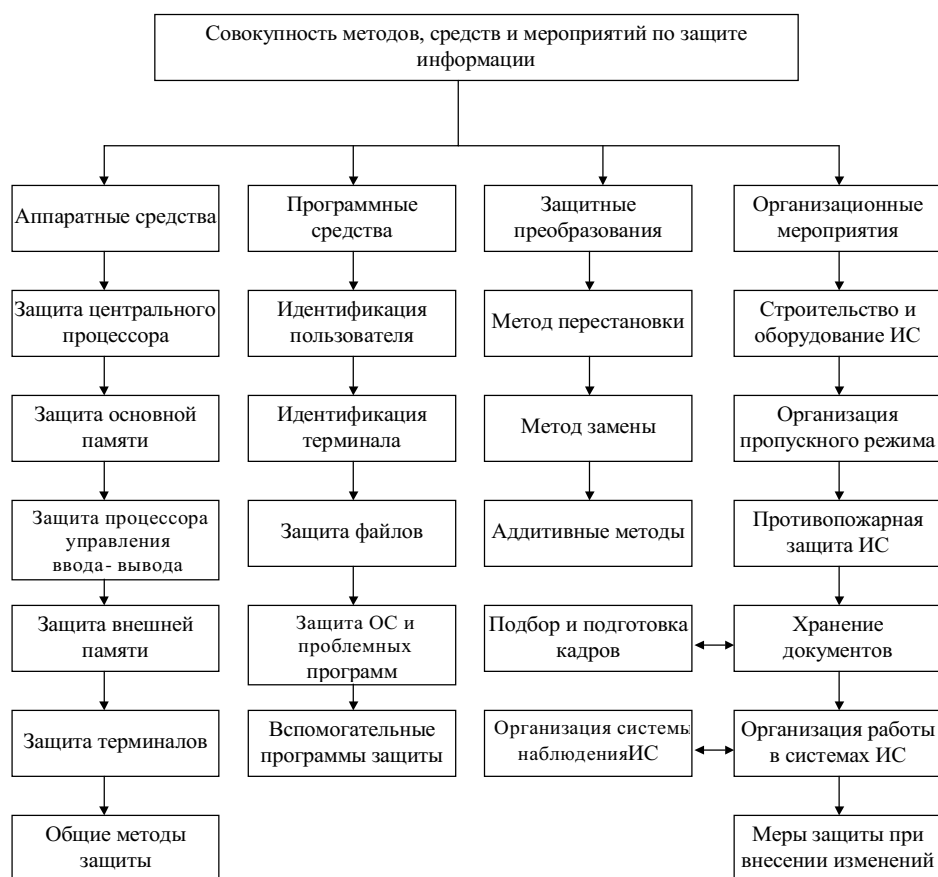 Совокупность методов, средств и мероприятий по защите
информации
Аппаратные средства
Программные
средства
Защитные
преобразования
Организационные
мероприятия
Защита центрального
процессора
Идентификация
пользователя
Метод перестановки
Строительство и
оборудование ИС
Защита основной
памяти
Идентификация
терминала
Метод замены
Организация
пропускного режима
Защита процессора
управления
ввода- вывода
Защита файлов
Аддитивные методы
Противопожарная
защита ИС
Защита внешней
памяти
Защита ОС и
проблемных
программ
Подбор и подготовка
кадров
Хранение
документов
Защита терминалов
Вспомогательные
программы защиты
Организация системы
наблюденияИС
Организация работы
в системах ИС
Общие методы
защиты
Меры защиты при
внесении изменений